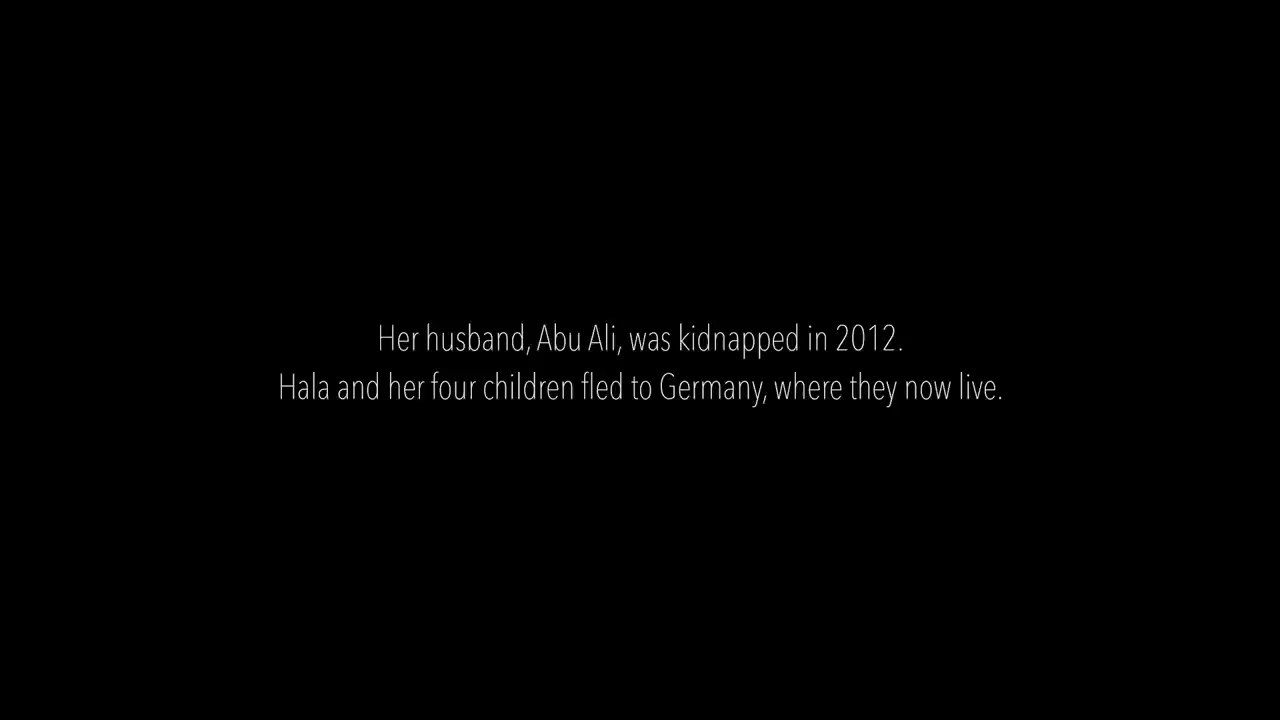 Her husband, Abu Ali, was kidnapped in 2012.
Hala and her four children fled to Germany, where they now live.